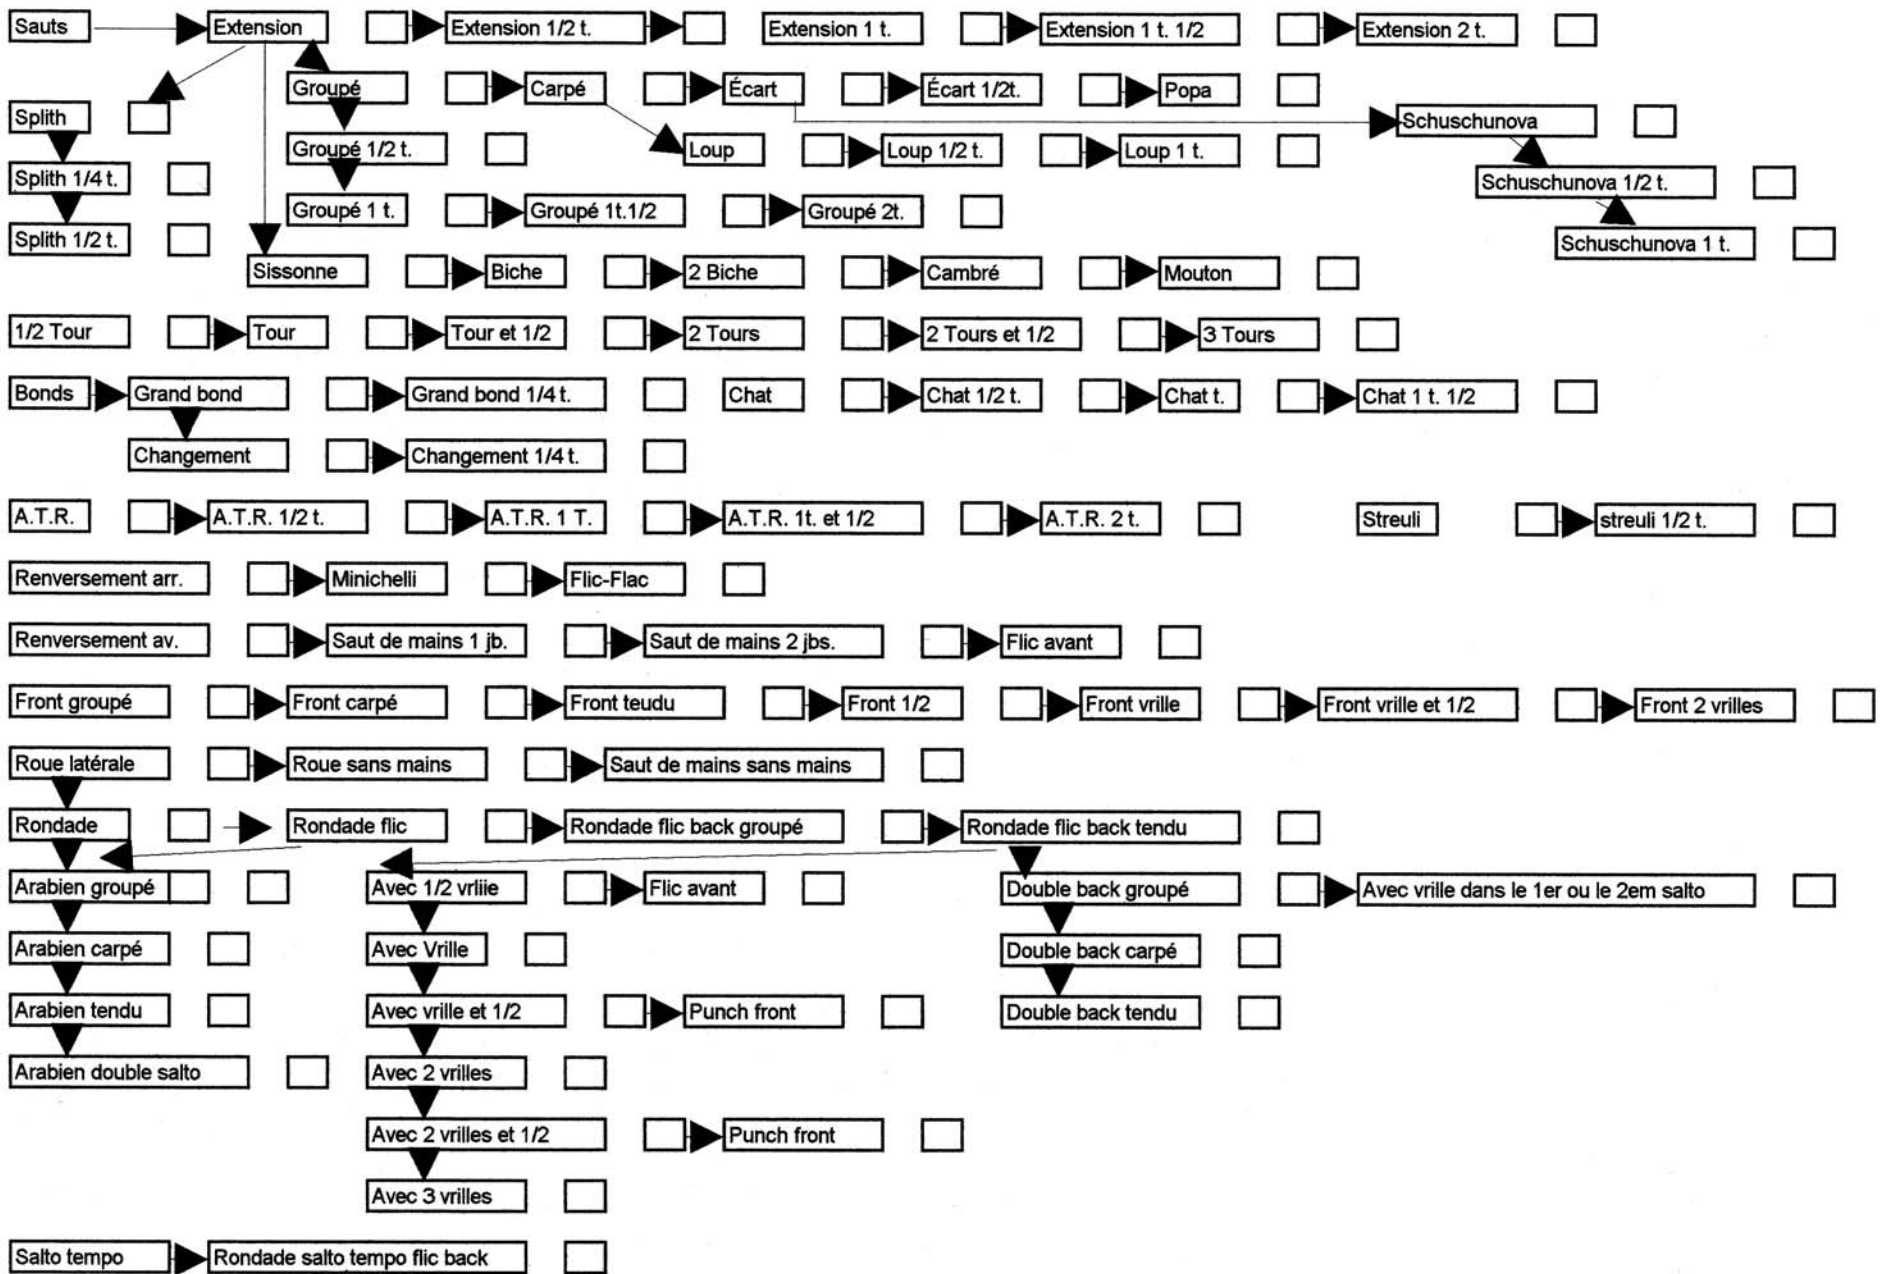 Sauts Extension Extension 1/2 t. Extension 1 t. Extension 1 t. 1/2 Extension 2 t.
Groupé Carpé Écart Écart 1/2t. Popa
Splith Schuschunova
Groupé 1/2 t. Loup Loup 1/2 t. Loup 1 t.
Splith 1/4 t. Schuschunova 1/2 t.
Groupé 1 t. Groupé 1t.1/2 Groupé 2t.
Splith 1/2 t. Schuschunova 1 t.
Sissonne Biche 2 Biche Cambré Mouton
1/2 Tour Tour Tour et 1/2 2 Tours 2 Tours et 1/2 3 Tours
Bonds Grand bond Grand bond 1/4 t. Chat Chat 1/2 t. Chat t. Chat 1 t. 1/2
Changement Changement 1/4 t.
A.T.R. A.T.R. 1/2 t. A.T.R. 1 T. A.T.R. 1t. et 1/2 A.T.R. 2 t. Streuli streuli 1/2 t.
Renversement arr. Minichelli Flic-Flac
Renversement av. Saut de mains 1 jb. Saut de mains 2 jbs. Flic avant
Front groupé Front carpé Front teudu Front 1/2 Front vrille Front vrille et 1/2 Front 2 vrilles
Roue latérale Roue sans mains Saut de mains sans mains
Rondade Rondade flic Rondade flic back groupé Rondade flic back tendu
Arabien groupé Avec 1/2 vrliie Flic avant Double back groupé Avec vrille dans le 1er ou le 2em salto
Arabien carpé Avec Vrille Double back carpé
Arabien tendu Avec vrille et 1/2 Punch front Double back tendu
Arabien double salto Avec 2 vrilles
Avec 2 vrilles et 1/2 Punch front
Avec 3 vrilles
Salto tempo Rondade salto tempo flic back